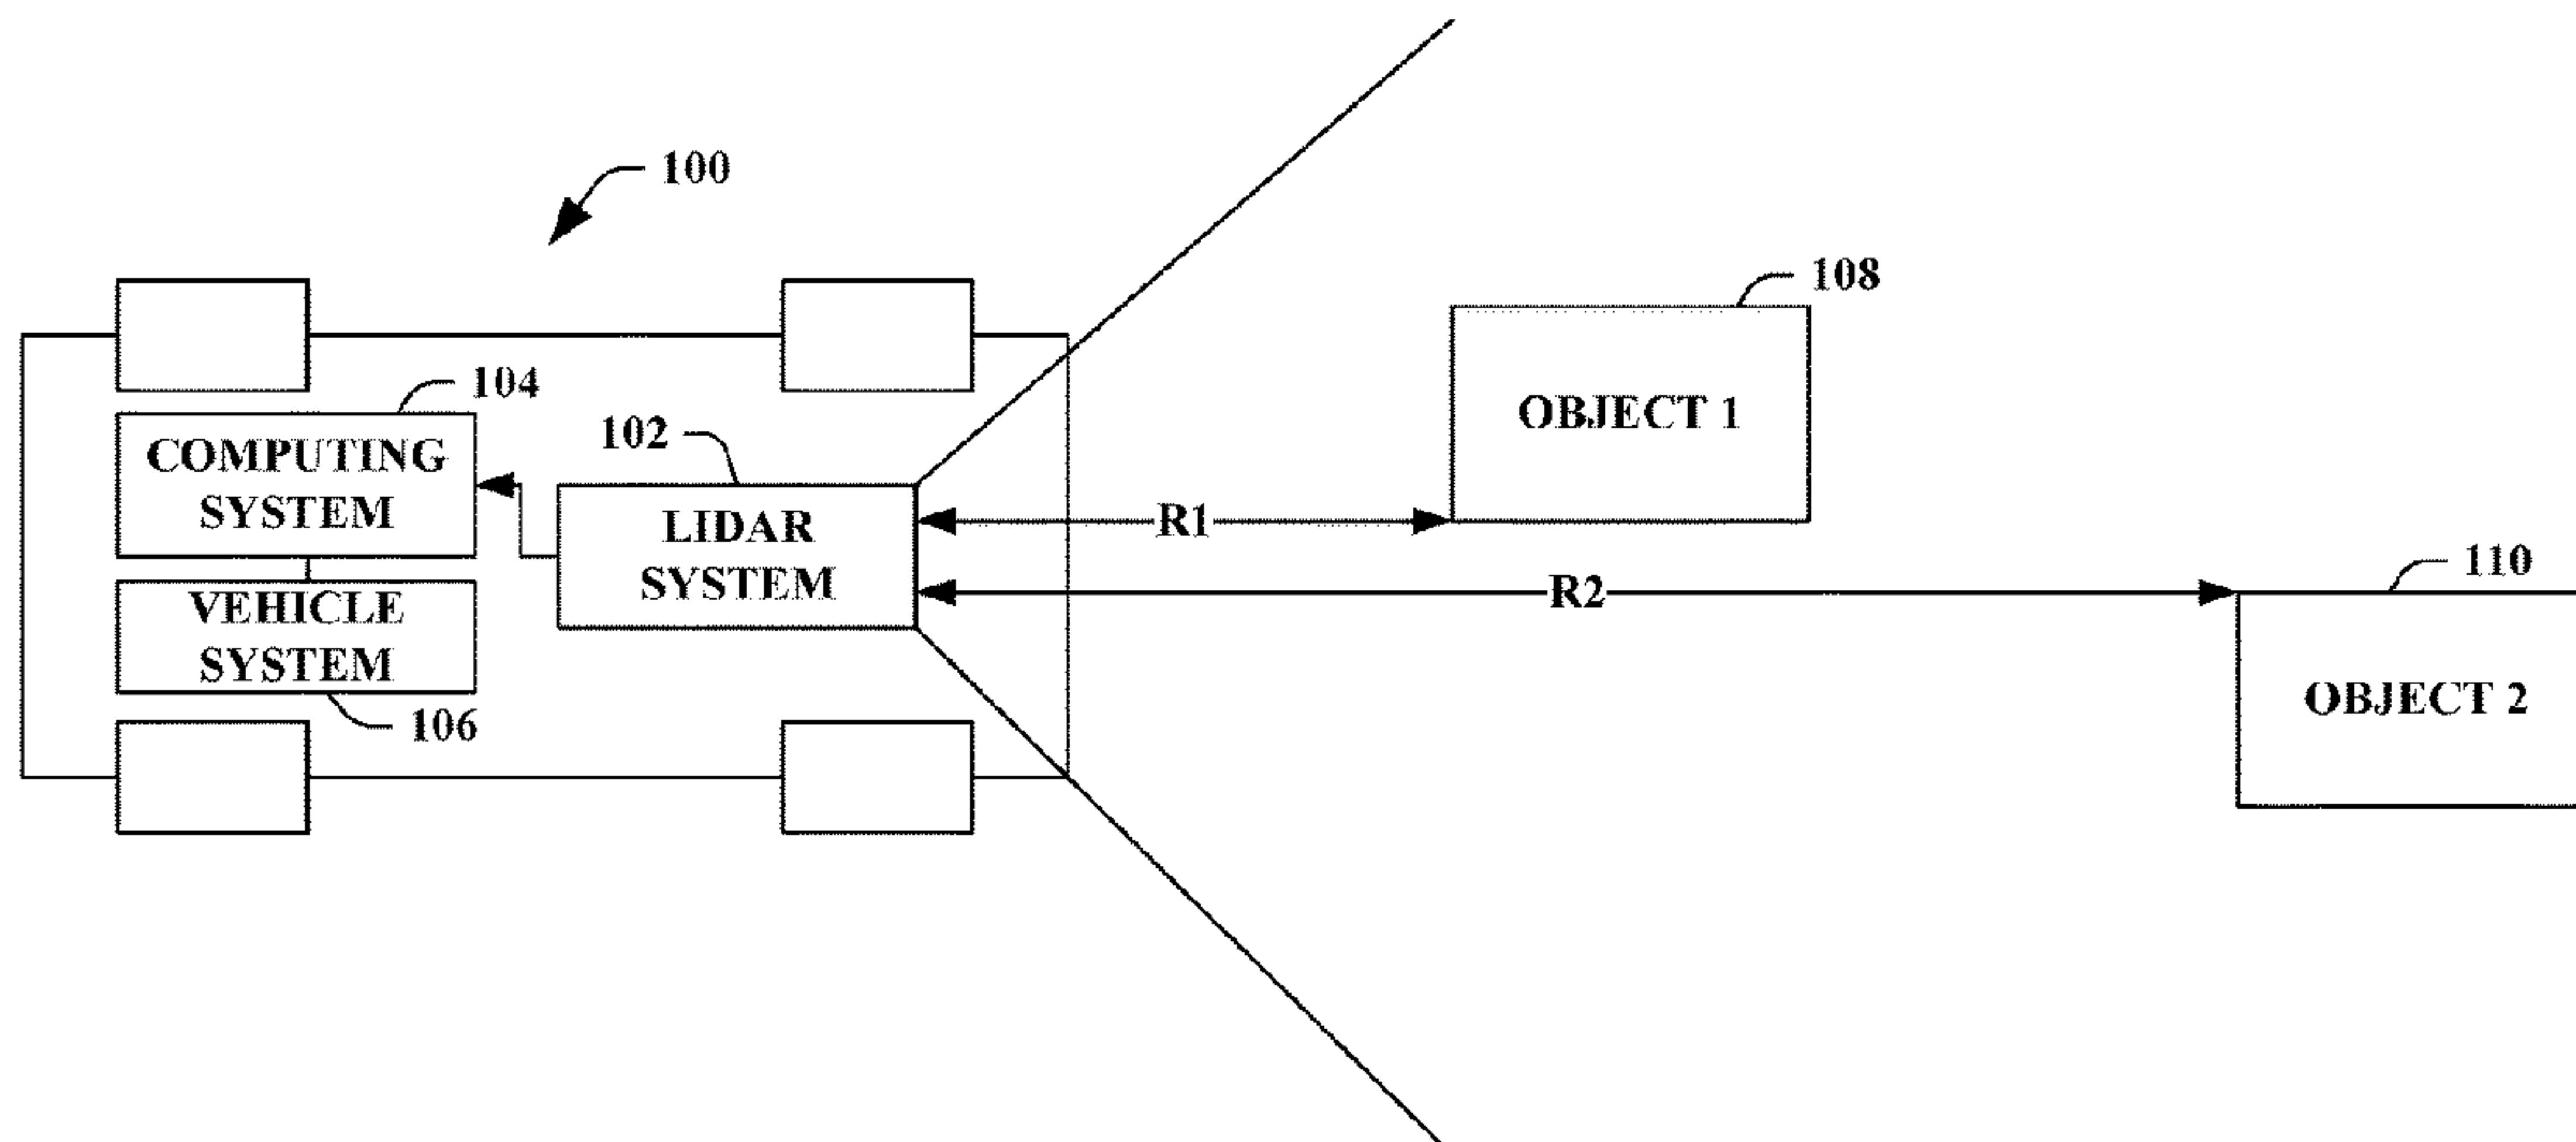 100
108
104
OBJECT 1
102
COMPUTING
SYSTEM
LIDAR
SYSTEM
R1
110
R2
VEHICLE
SYSTEM
OBJECT 2
106